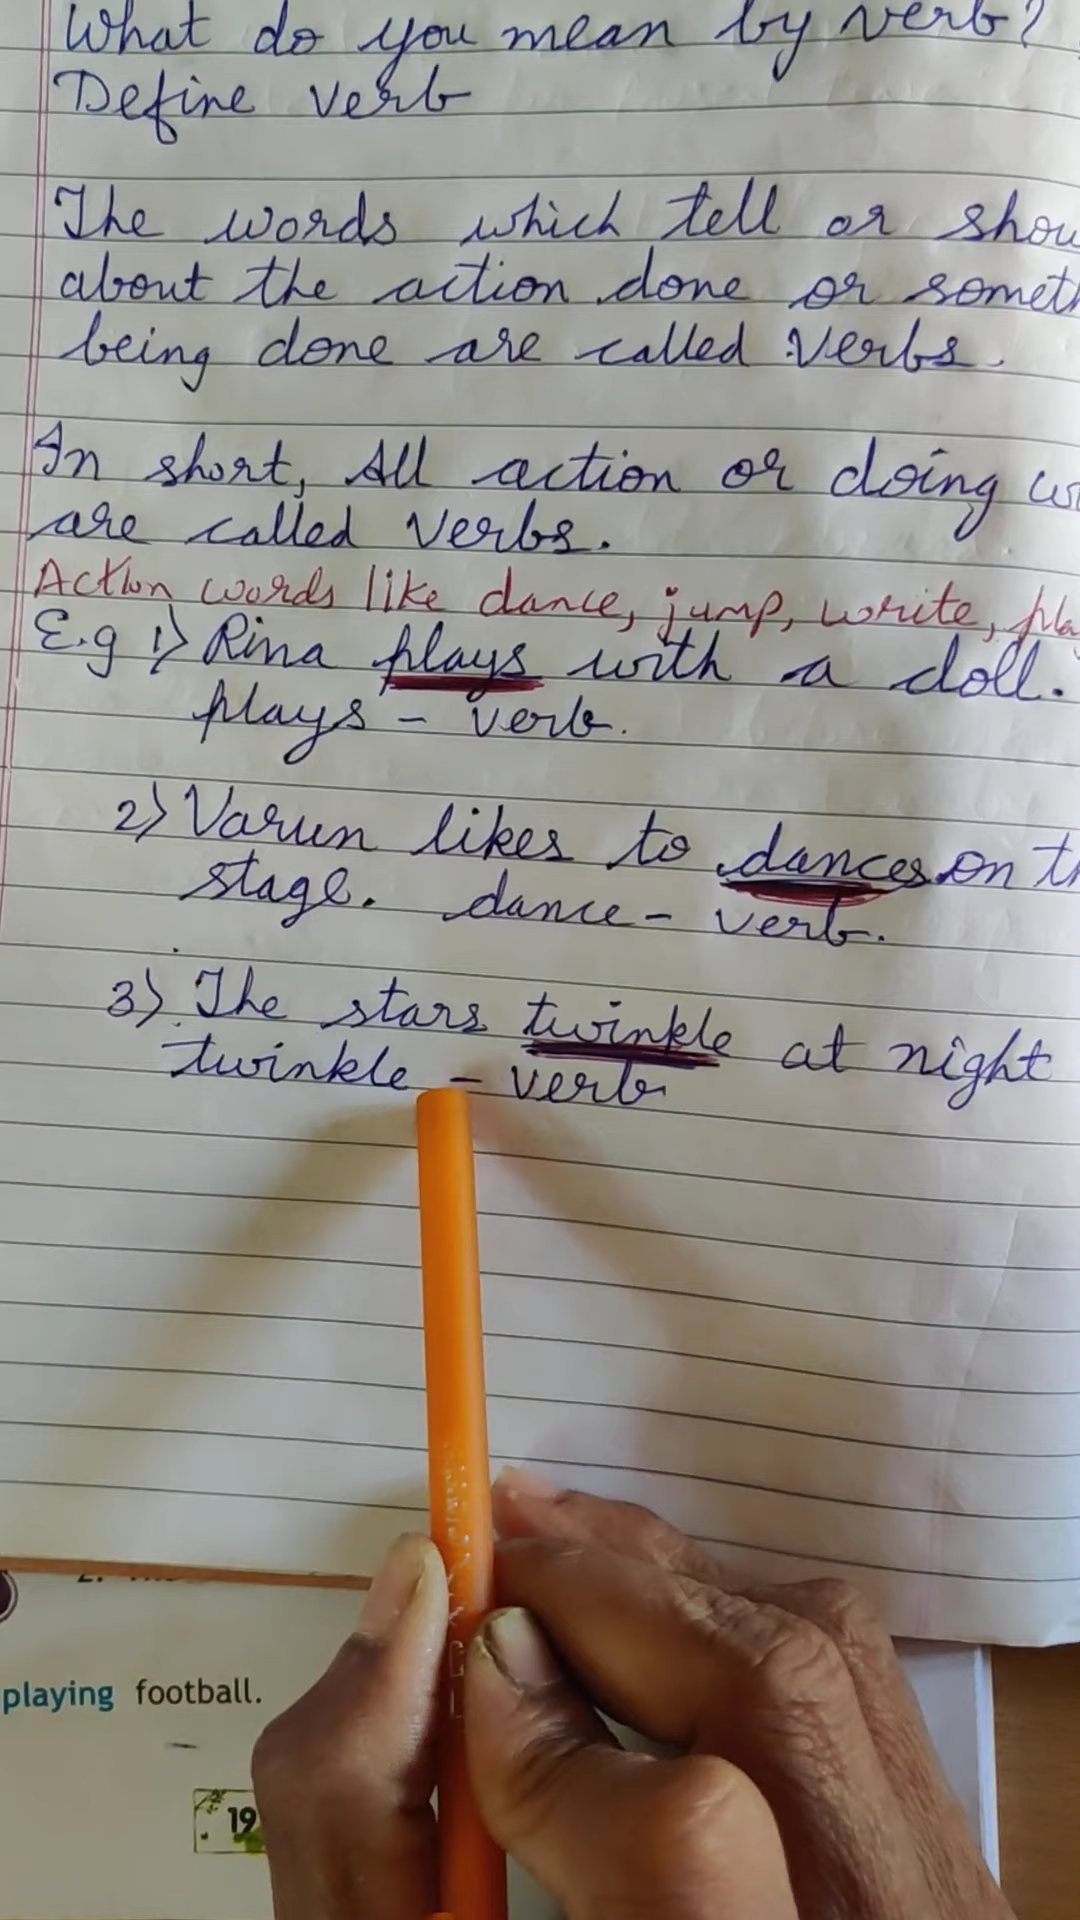 What do you mean by verb?
Define verb
The words which tell or show
about the action done or someth
being done are called Verbs.
In short, All action or doing wo
are called Verbs.
Action words like dance, jump, write, pla
E.g 1) Rina plays with a doll.
plays - verb.
2) Varun likes to dances on th
stage. dance - verb.
3) The stars twinkle at night
twinkle - verb
playing football.
19